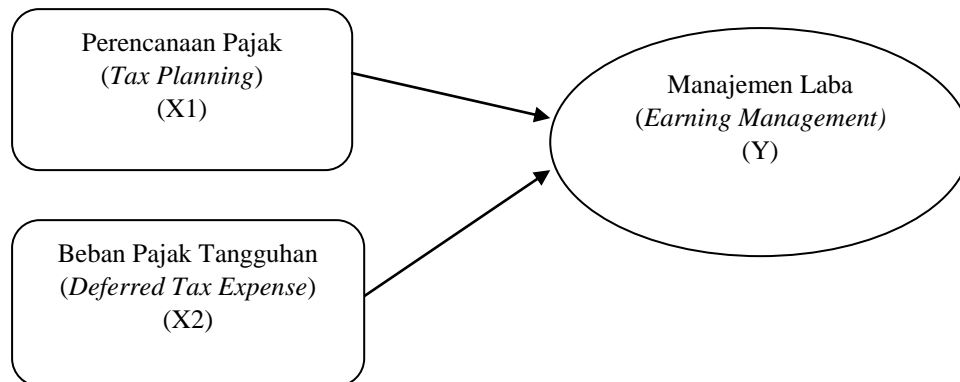 Perencanaan Pajak
(Tax Planning)
(X1)
Manajemen Laba
(Earning Management)
(Y)
Beban Pajak Tangguhan
(Deferred Tax Expense)
(X2)